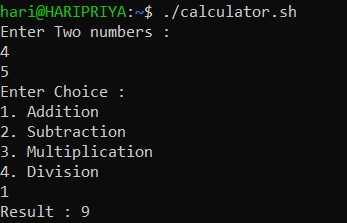 hari@HARIPRIYA:~$ ./calculator.sh
Enter Two numbers :
4
5
Enter Choice :
1. Addition
2. Subtraction
3. Multiplication
4. Division
1
Result : 9